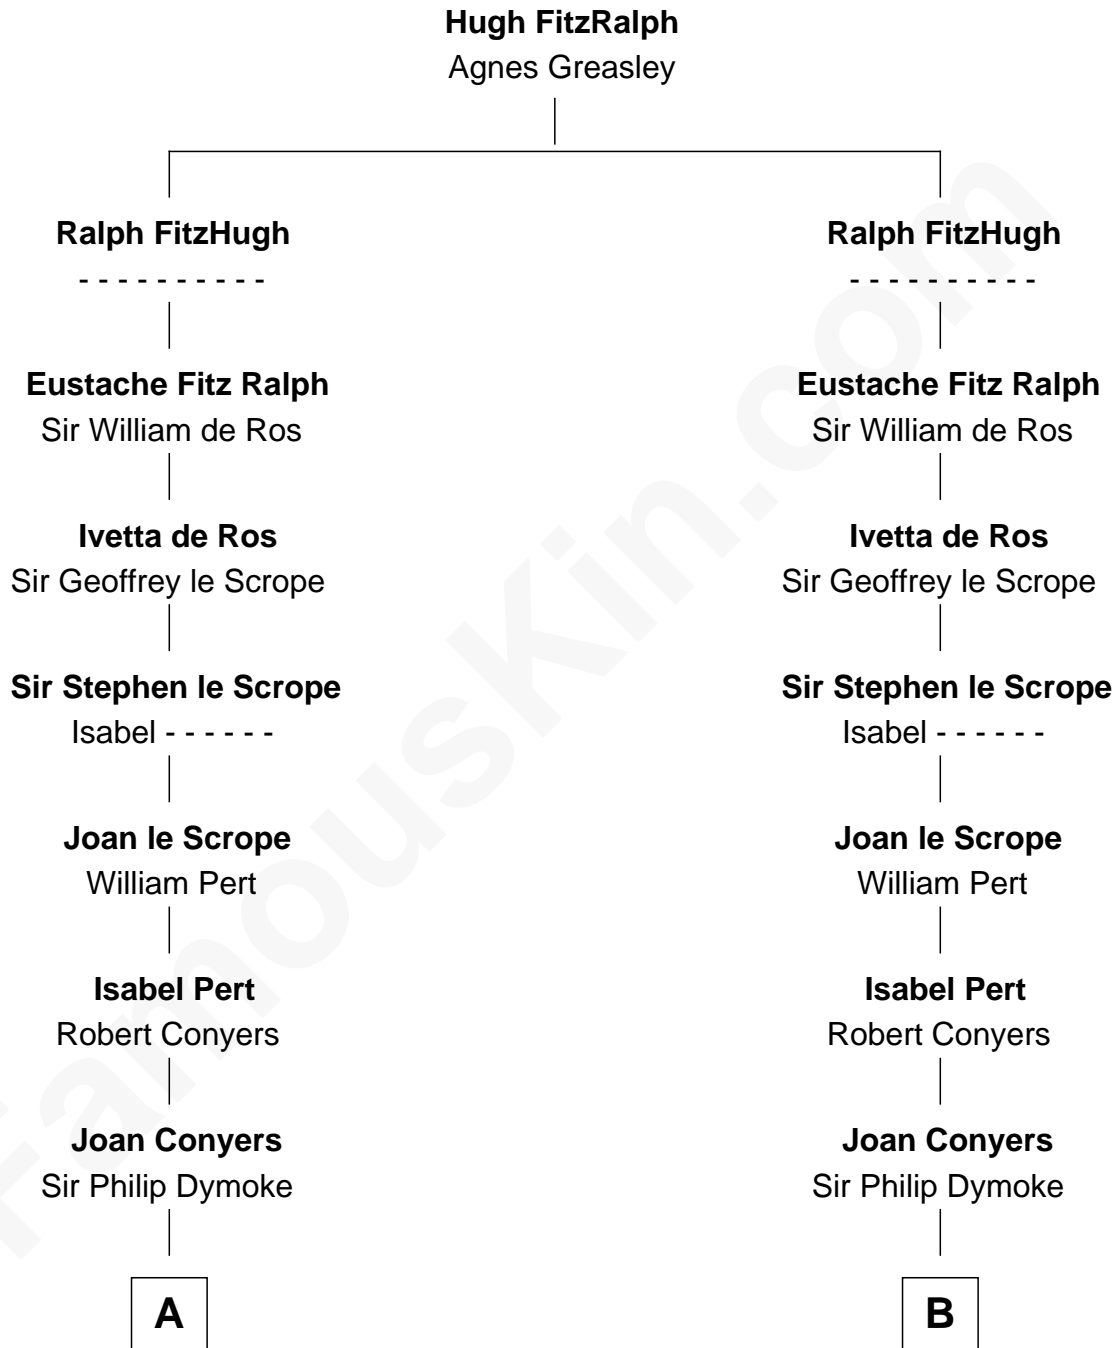 Hugh FitzRalph
Agnes Greasley
Ralph FitzHugh
- - - - - - - - - -
Eustache Fitz Ralph
Sir William de Ros
Ivetta de Ros
Sir Geoffrey le Scrope
Sir Stephen le Scrope
Isabel - - - - - -
Joan le Scrope
William Pert
Isabel Pert
Robert Conyers
Joan Conyers
Sir Philip Dymoke
A
Ralph FitzHugh
- - - - - - - - - -
Eustache Fitz Ralph
Sir William de Ros
Ivetta de Ros
Sir Geoffrey le Scrope
Sir Stephen le Scrope
Isabel - - - - - -
Joan le Scrope
William Pert
Isabel Pert
Robert Conyers
Joan Conyers
Sir Philip Dymoke
B
FamousKin.com